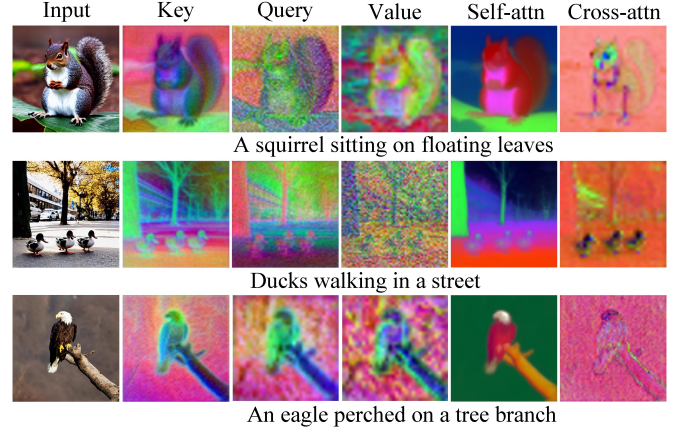 Input Key Query Value Self-attn Cross-attn
A squirrel sitting on floating leaves
Ducks walking in a street
An eagle perched on a tree branch